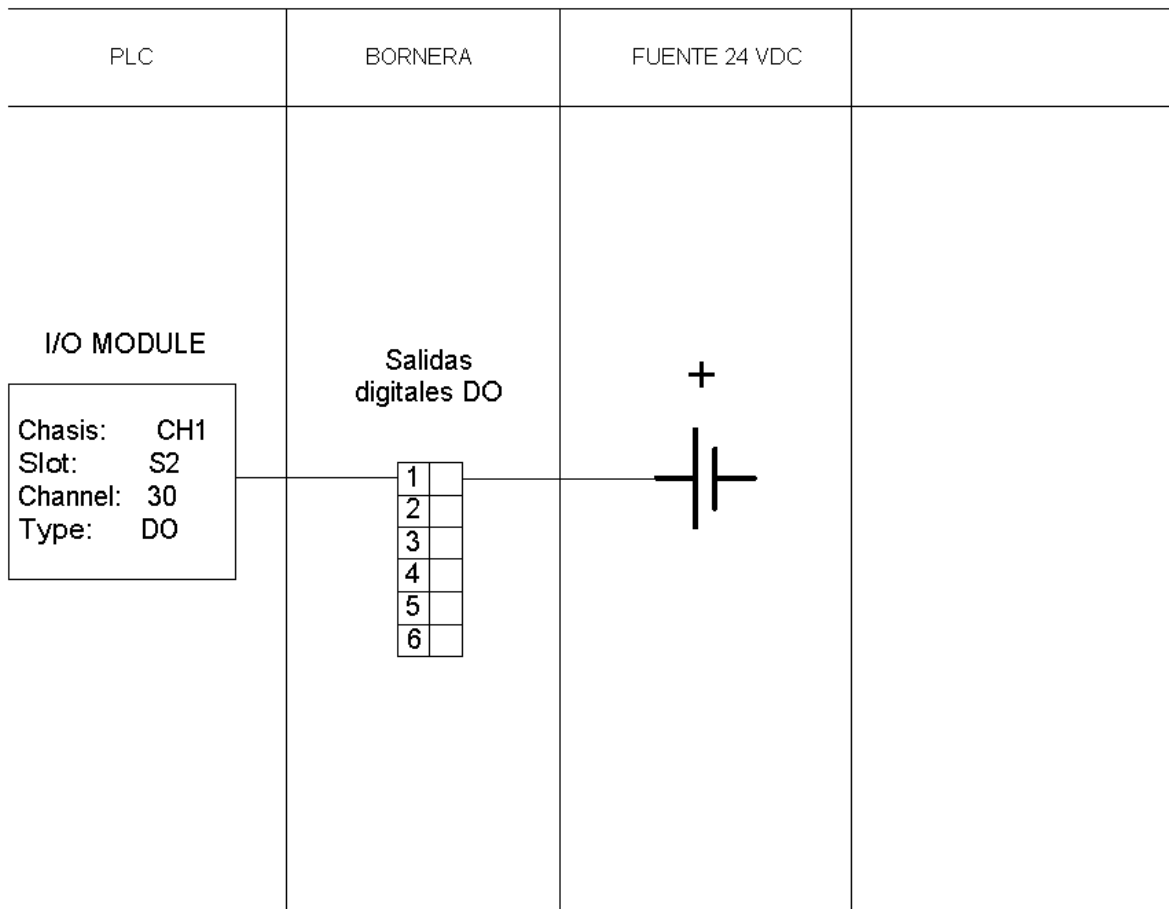 PLC
BORNERA
FUENTE 24 VDC
I/O MODULE
Chasis: CH1
Slot: S2
Channel: 30
Type: DO
Salidas
digitales DO
1
2
3
4
5
6
+